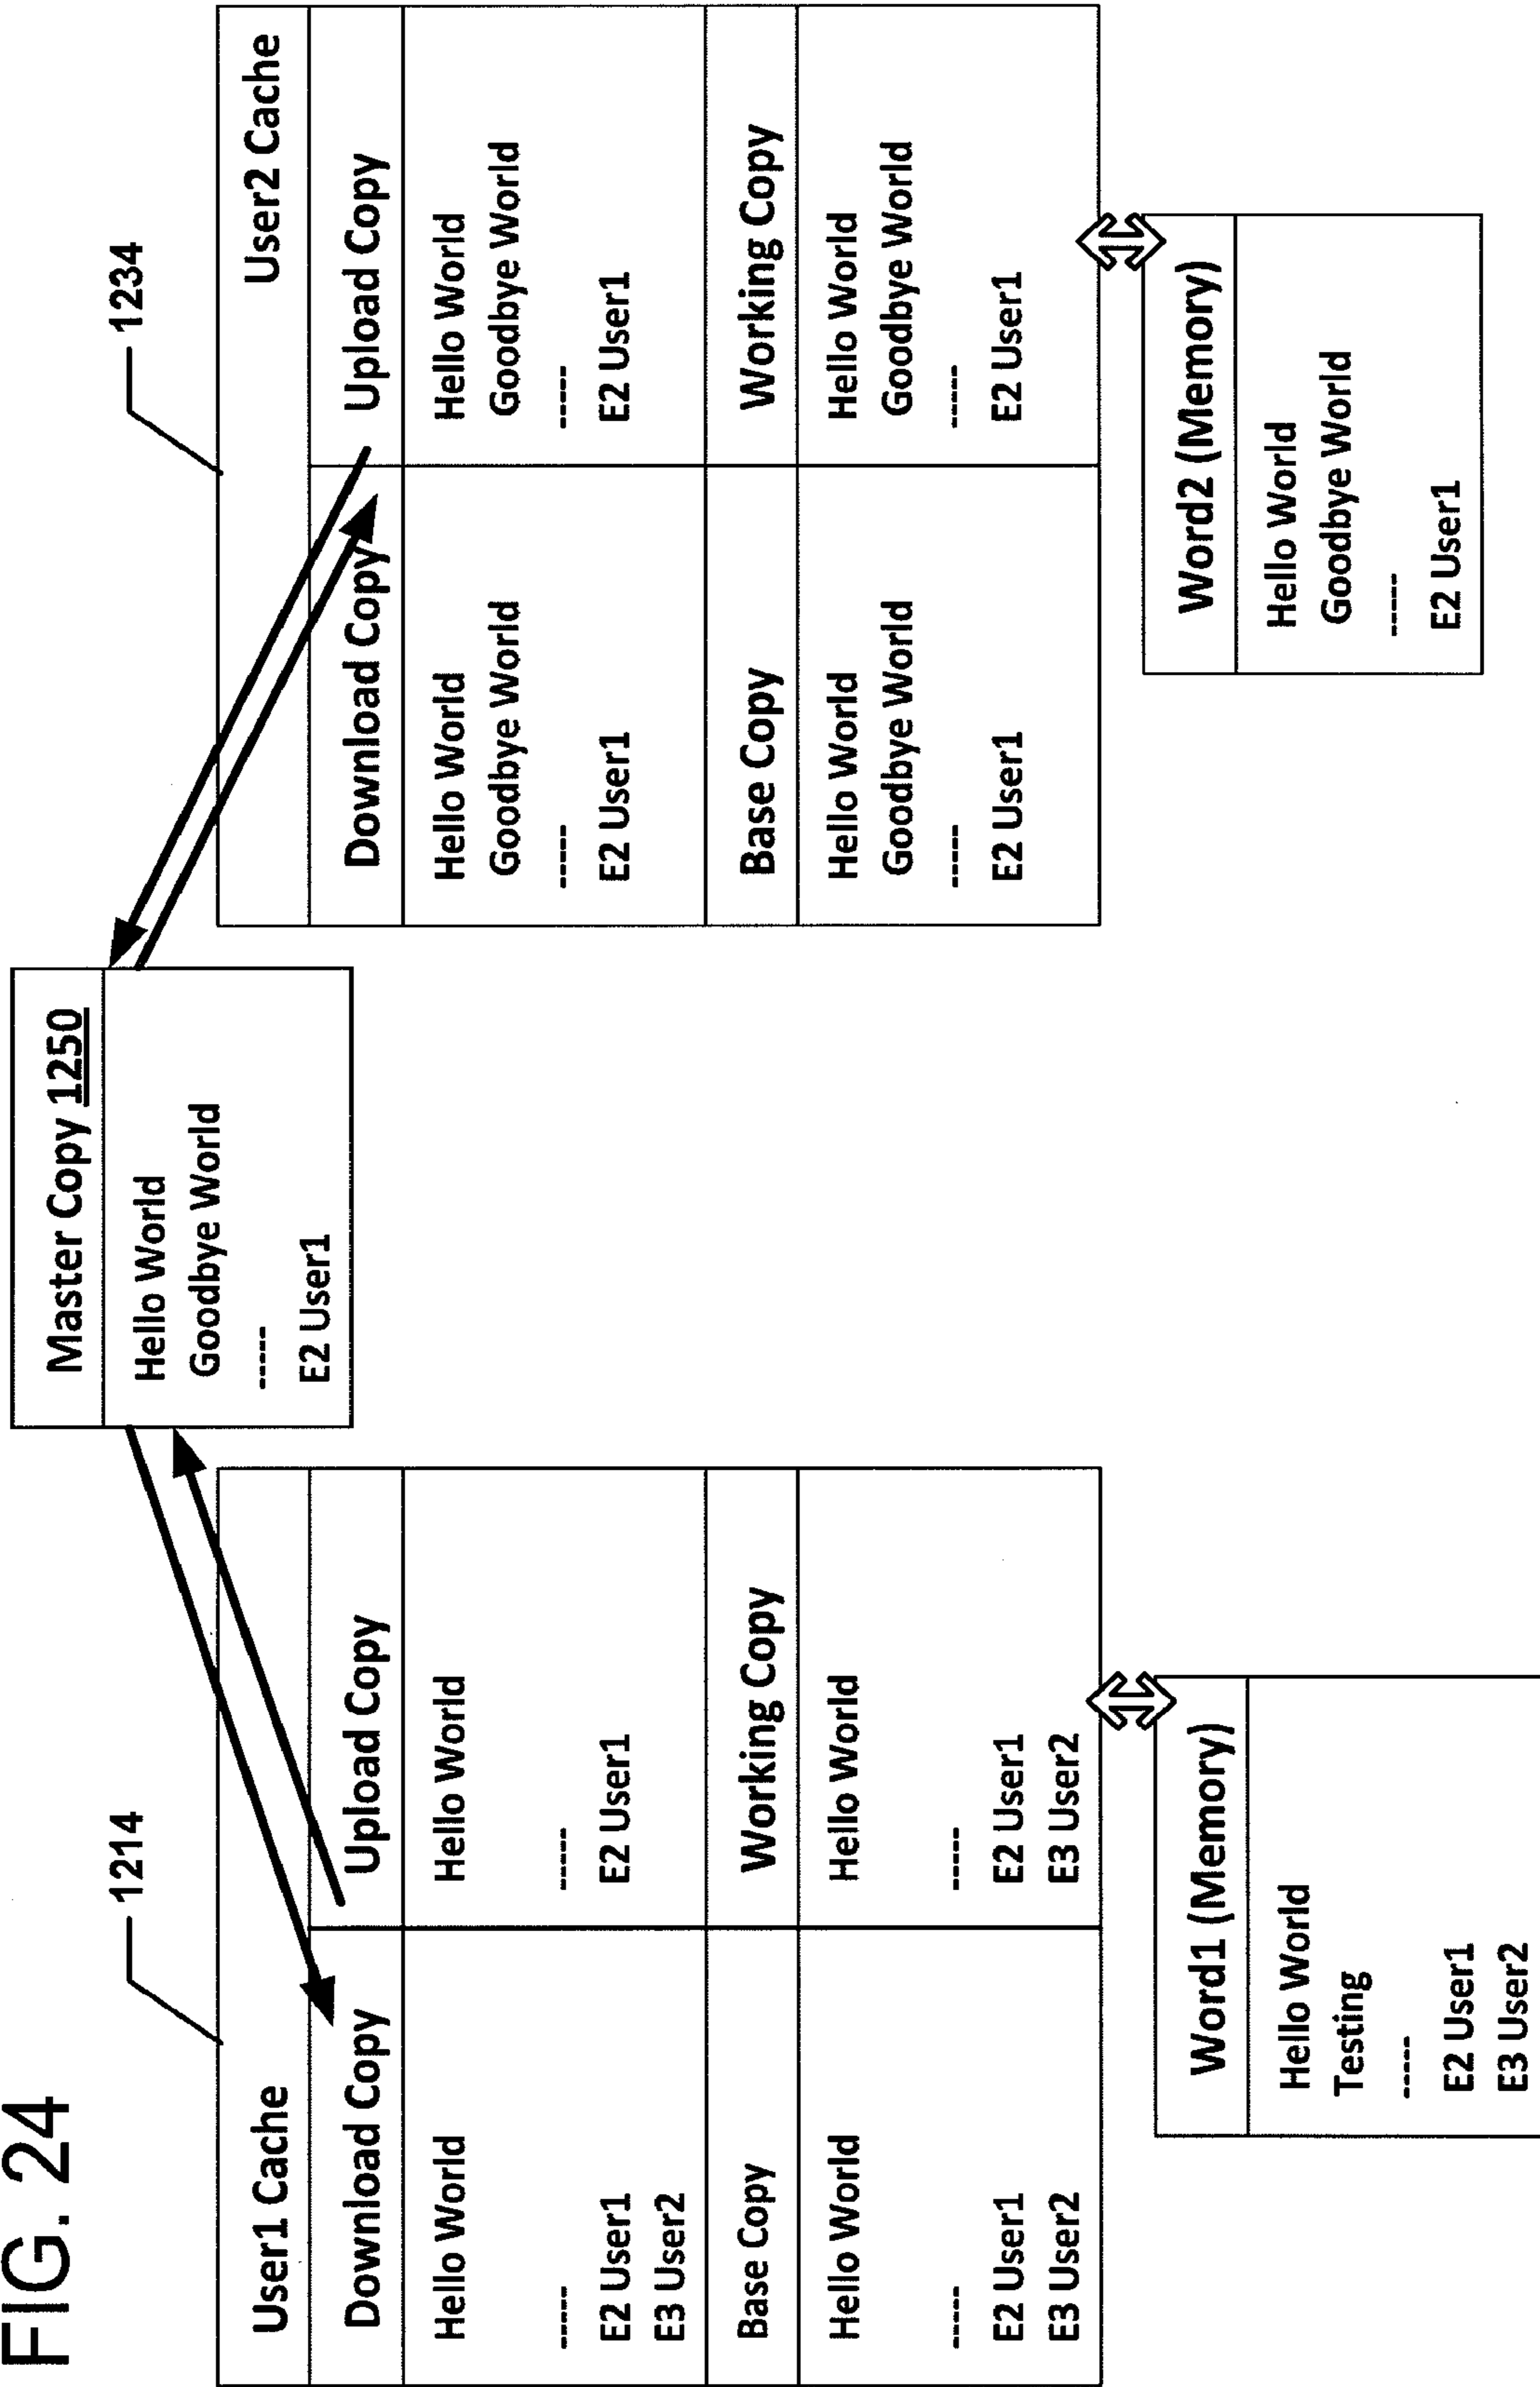 FIG. 24
Master Copy 1250
Hello World
Goodbye World
-----
E2 User1
1214
User1 Cache
Download Copy
Hello World
-----
E2 User1
E3 User2
Upload Copy
Hello World
-----
E2 User1
Base Copy
Hello World
-----
E2 User1
E3 User2
Working Copy
Hello World
-----
E2 User1
E3 User2
Word1 (Memory)
Hello World
Testing
-----
E2 User1
E3 User2
1234
User2 Cache
Download Copy
Hello World
Goodbye World
-----
E2 User1
Upload Copy
Hello World
Goodbye World
-----
E2 User1
Base Copy
Hello World
Goodbye World
-----
E2 User1
Working Copy
Hello World
Goodbye World
-----
E2 User1
Word2 (Memory)
Hello World
Goodbye World
-----
E2 User1